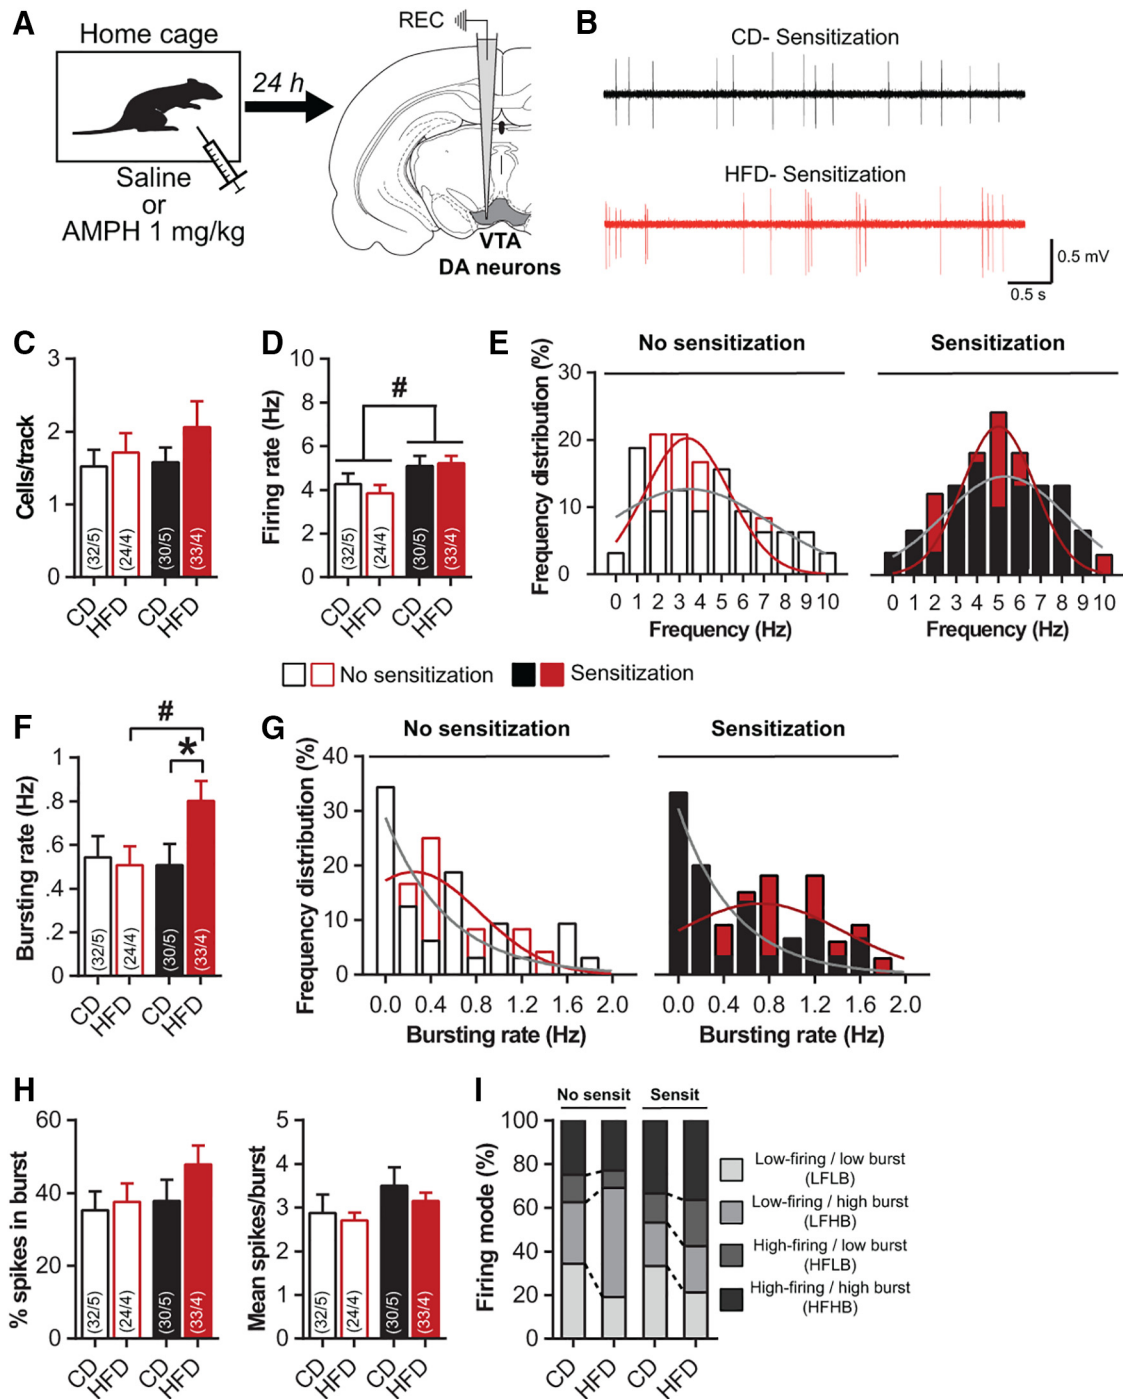 A
Home cage
24 h
Saline
or
AMPH 1 mg/kg
REC
VTA
DA neurons
B
CD- Sensitization
HFD- Sensitization
0.5 mV
0.5 s
C
Cells/track
3
2
1
0
(32/5)
(24/4)
(30/5)
(33/4)
CD
HFD
CD
HFD
D
Firing rate (Hz)
10
8
6
4
2
0
#
(32/5)
(24/4)
(30/5)
(33/4)
CD
HFD
CD
HFD
E
Frequency distribution (%)
No sensitization
Sensitization
30
20
10
0
0 1 2 3 4 5 6 7 8 9 10
0 1 2 3 4 5 6 7 8 9 10
Frequency (Hz)
Frequency (Hz)
No sensitization
Sensitization
F
Bursting rate (Hz)
1
.8
.6
.4
.2
0
#
*
(32/5)
(24/4)
(30/5)
(33/4)
CD
HFD
CD
HFD
G
Frequency distribution (%)
No sensitization
Sensitization
40
30
20
10
0
0.0 0.4 0.8 1.2 1.6 2.0
0.0 0.4 0.8 1.2 1.6 2.0
Bursting rate (Hz)
Bursting rate (Hz)
H
% spikes in burst
60
40
20
0
(32/5)
(24/4)
(30/5)
(33/4)
CD
HFD
CD
HFD
Mean spikes/burst
5
4
3
2
1
0
(32/5)
(24/4)
(30/5)
(33/4)
CD
HFD
CD
HFD
I
Firing mode (%)
No sensit
Sensit
100
80
60
40
20
0
CD
HFD
CD
HFD
Low-firing / low burst
(LFLB)
Low-firing / high burst
(LFHB)
High-firing / low burst
(HFLB)
High-firing / high burst
(HFHB)